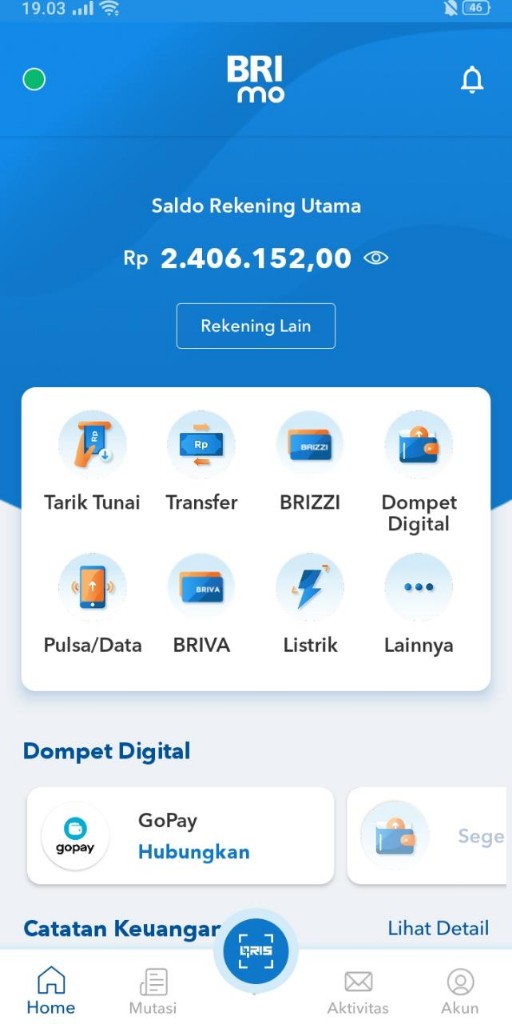 19.03
46
BRI
mo
Saldo Rekening Utama
Rp 2.406.152,00
Rekening Lain
Rp
Rp
BRIZZI
Tarik Tunai
Transfer
BRIZZI
Dompet
Digital
BRIVA
Pulsa/Data
BRIVA
Listrik
Lainnya
Dompet Digital
gopay
GoPay
Hubungkan
Sege
Catatan Keuangan
Lihat Detail
QRIS
Home
Mutasi
Aktivitas
Akun